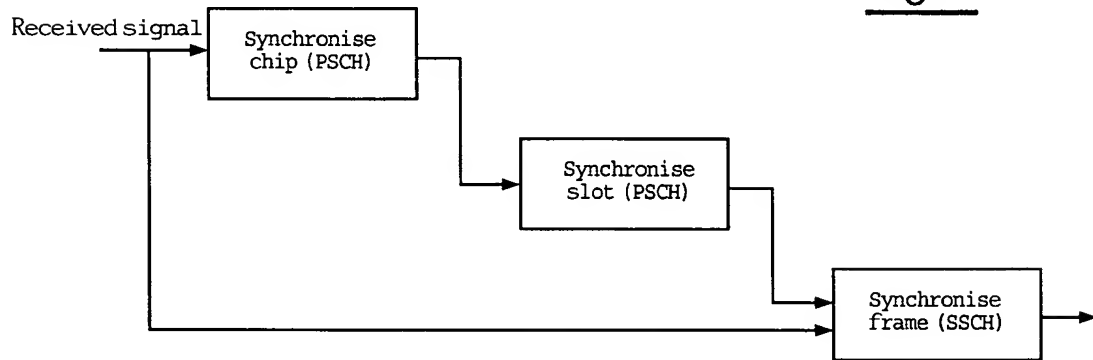 Received signal
Synchronise
chip (PSCH)
Synchronise
slot (PSCH)
Synchronise
frame (SSCH)